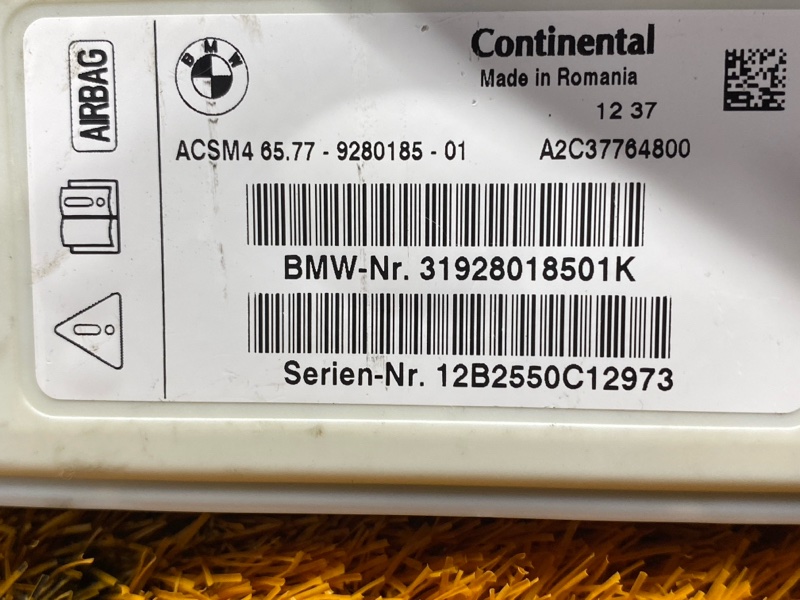 AIRBAG
BMW
Continental
Made in Romania
12 37
ACSM4 65.77 - 9280185 - 01 A2C37764800
BMW-Nr. 31928018501K
Serien-Nr. 12B2550C12973